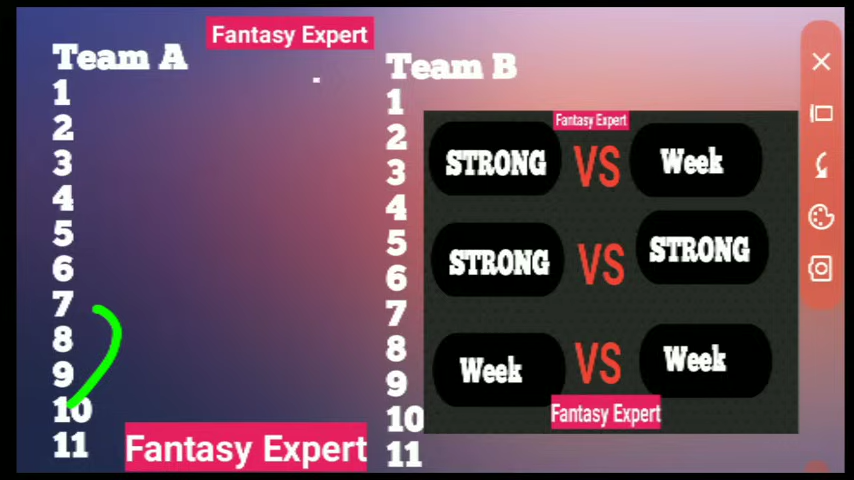 Fantasy Expert
Team A
1
2
3
4
5
6
7
8
9
10
11
Fantasy Expert
Team B
1
2
3
4
5
6
7
8
9
10
11
Fantasy Expert
STRONG VS Week
STRONG VS STRONG
Week VS Week
Fantasy Expert